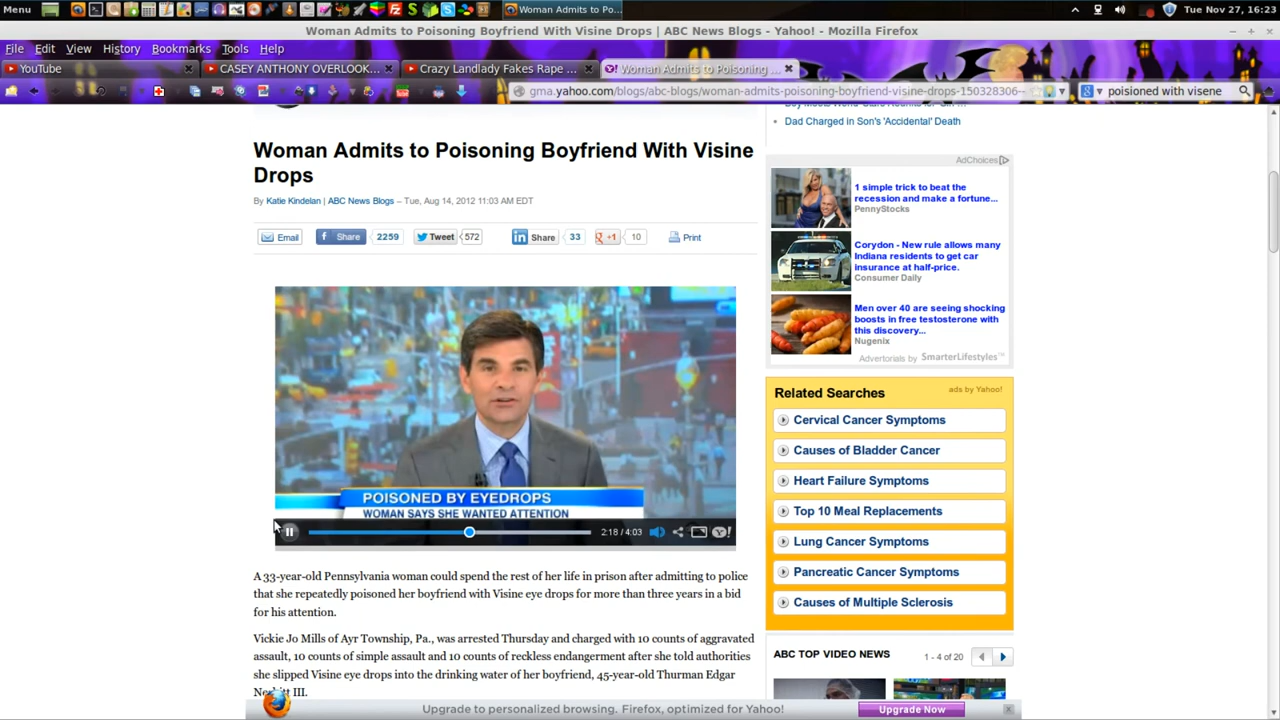 Menu
Woman Admits to Po...
Tue Nov 27, 16:23
Woman Admits to Poisoning Boyfriend With Visine Drops | ABC News Blogs - Yahoo! - Mozilla Firefox
File Edit View History Bookmarks Tools Help
YouTube
CASEY ANTHONY OVERLOOK...
Crazy Landlady Fakes Rape ...
Woman Admits to Poisoning ...
gma.yahoo.com/blogs/abc-blogs/woman-admits-poisoning-boyfriend-visine-drops-150328306--
poisioned with visene
Dad Charged in Son's 'Accidental' Death
Woman Admits to Poisoning Boyfriend With Visine
Drops
By Katie Kindelan | ABC News Blogs – Tue, Aug 14, 2012 11:03 AM EDT
Email
Share 2259
Tweet 572
Share 33
+1 10
Print
AdChoices
1 simple trick to beat the
recession and make a fortune...
PennyStocks
Corydon - New rule allows many
Indiana residents to get car
insurance at half-price.
Consumer Daily
Men over 40 are seeing shocking
boosts in free testosterone with
this discovery...
Nugenix
Advertorials by SmarterLifestyles™
POISONED BY EYEDROPS
WOMAN SAYS SHE WANTED ATTENTION
2:18 / 4:03
Y!
Related Searches
ads by Yahoo!
Cervical Cancer Symptoms
Causes of Bladder Cancer
Heart Failure Symptoms
Top 10 Meal Replacements
Lung Cancer Symptoms
Pancreatic Cancer Symptoms
Causes of Multiple Sclerosis
A 33-year-old Pennsylvania woman could spend the rest of her life in prison after admitting to police
that she repeatedly poisoned her boyfriend with Visine eye drops for more than three years in a bid
for his attention.
Vickie Jo Mills of Ayr Township, Pa., was arrested Thursday and charged with 10 counts of aggravated
assault, 10 counts of simple assault and 10 counts of reckless endangerment after she told authorities
she slipped Visine eye drops into the drinking water of her boyfriend, 45-year-old Thurman Edgar
III.
ABC TOP VIDEO NEWS
1 - 4 of 20
Upgrade to personalized browsing. Firefox, optimized for Yahoo!
Upgrade Now